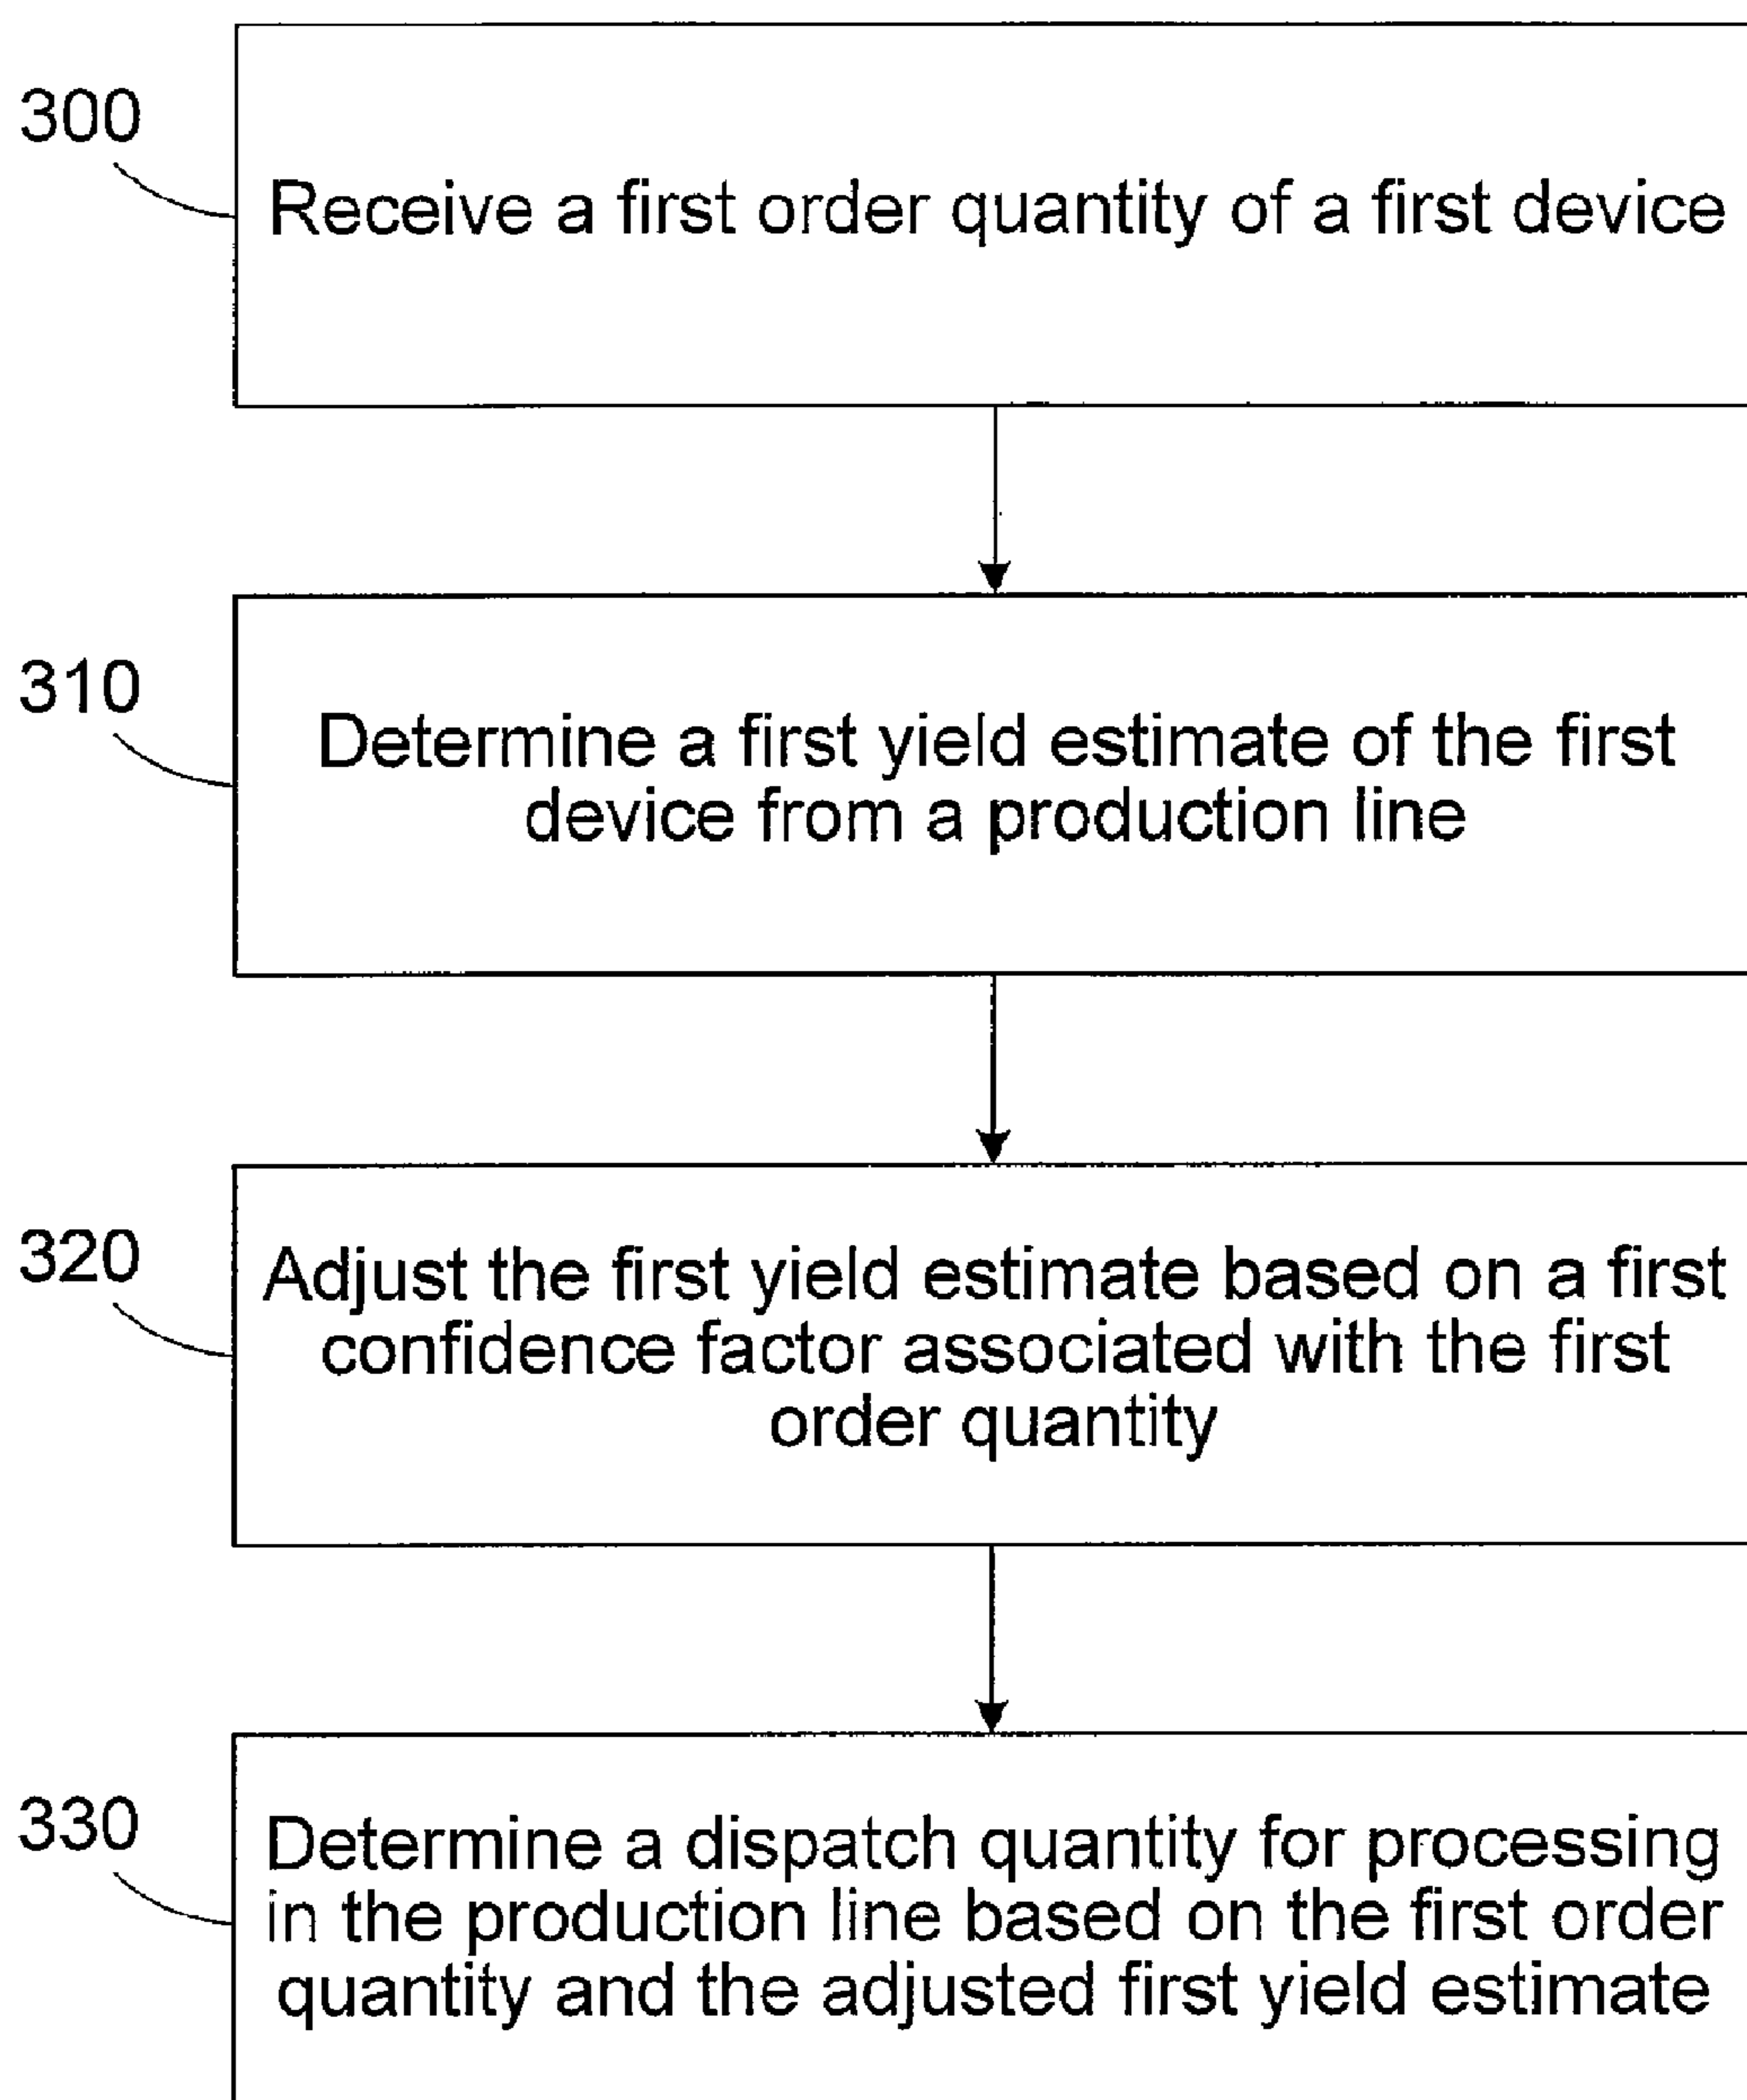 300
Receive a first order quantity of a first device
310
Determine a first yield estimate of the first
device from a production line
320
Adjust the first yield estimate based on a first
confidence factor associated with the first
order quantity
330
Determine a dispatch quantity for processing
in the production line based on the first order
quantity and the adjusted first yield estimate